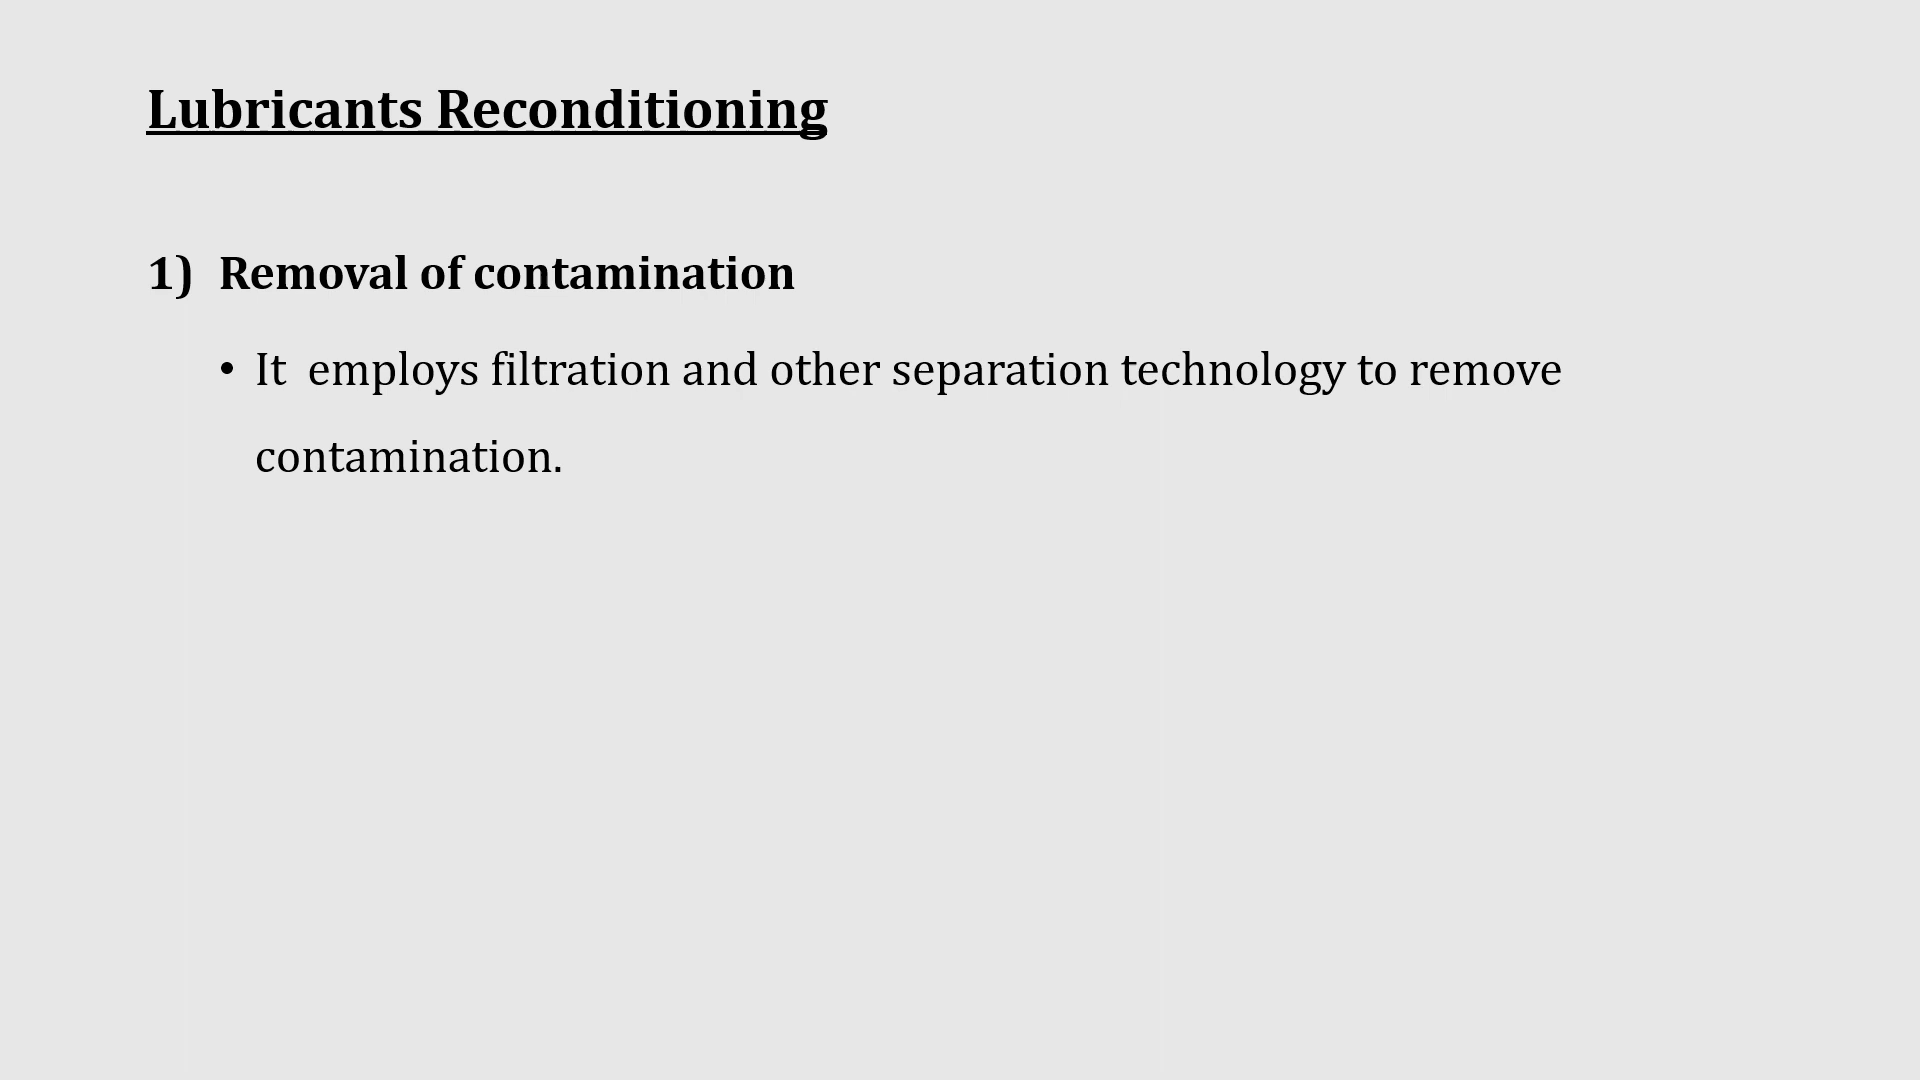 Lubricants Reconditioning
1) Removal of contamination
• It  employs filtration and other separation technology to remove
contamination.